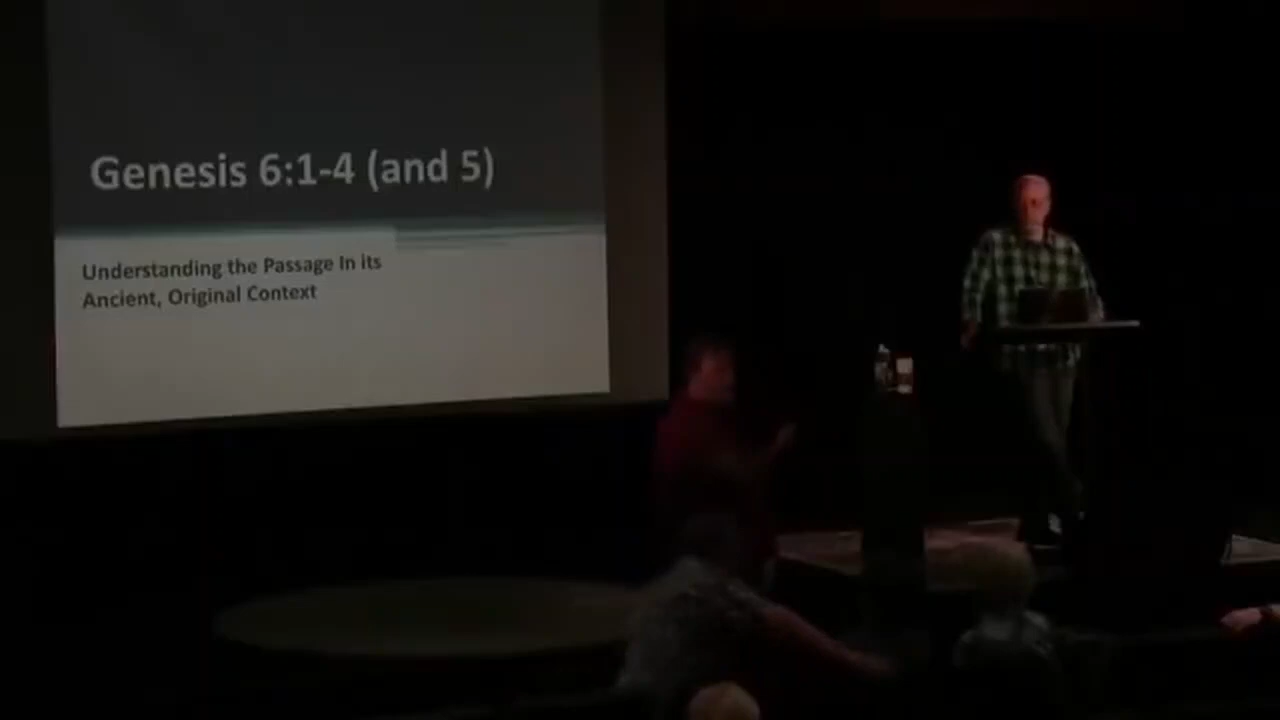 Genesis 6:1-4 (and 5)
Understanding the Passage In its
Ancient, Original Context